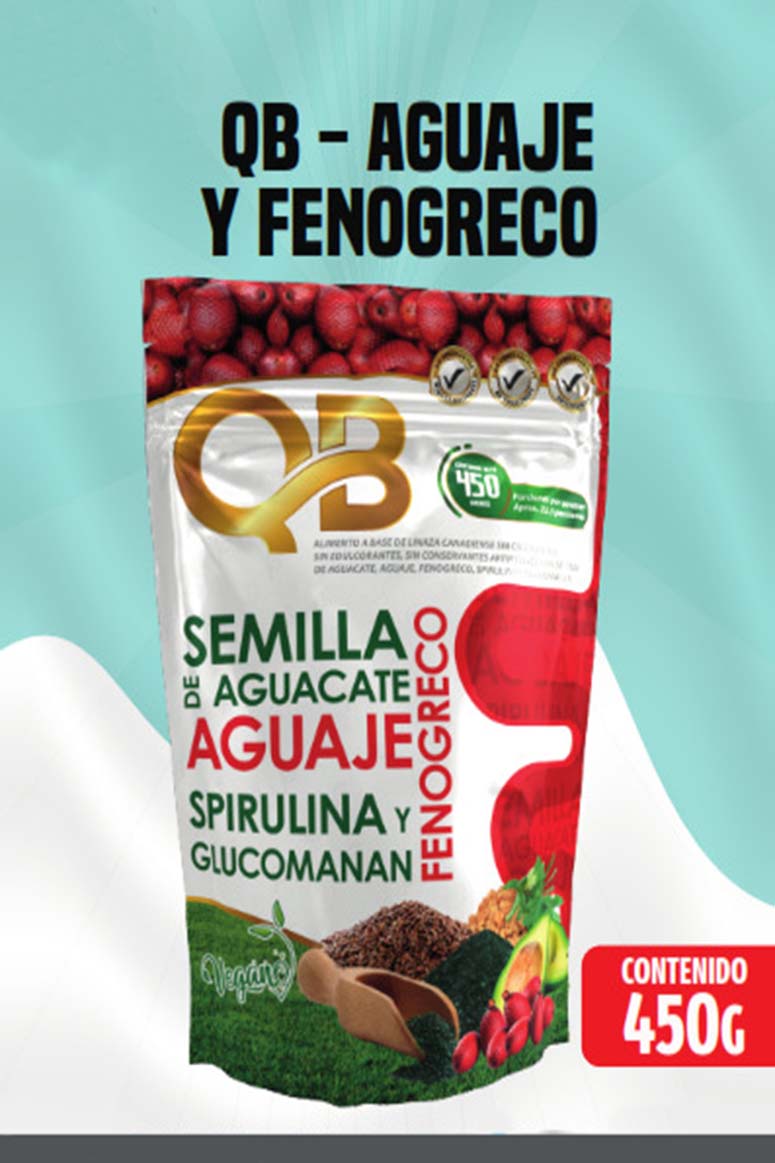 QB - AGUAJE
Y FENOGRECO
QB
450
ALIMENTO A BASE DE LINAZA CANADIENSE
SIN EDULCORANTES, SIN CONSERVANTES
DE AGUACATE, AGUAJE, FENOGRECO,
SEMILLA
DE AGUACATE
AGUAJE
FENOGRECO
SPIRULINA Y
GLUCOMANAN
Vegano
CONTENIDO
450G